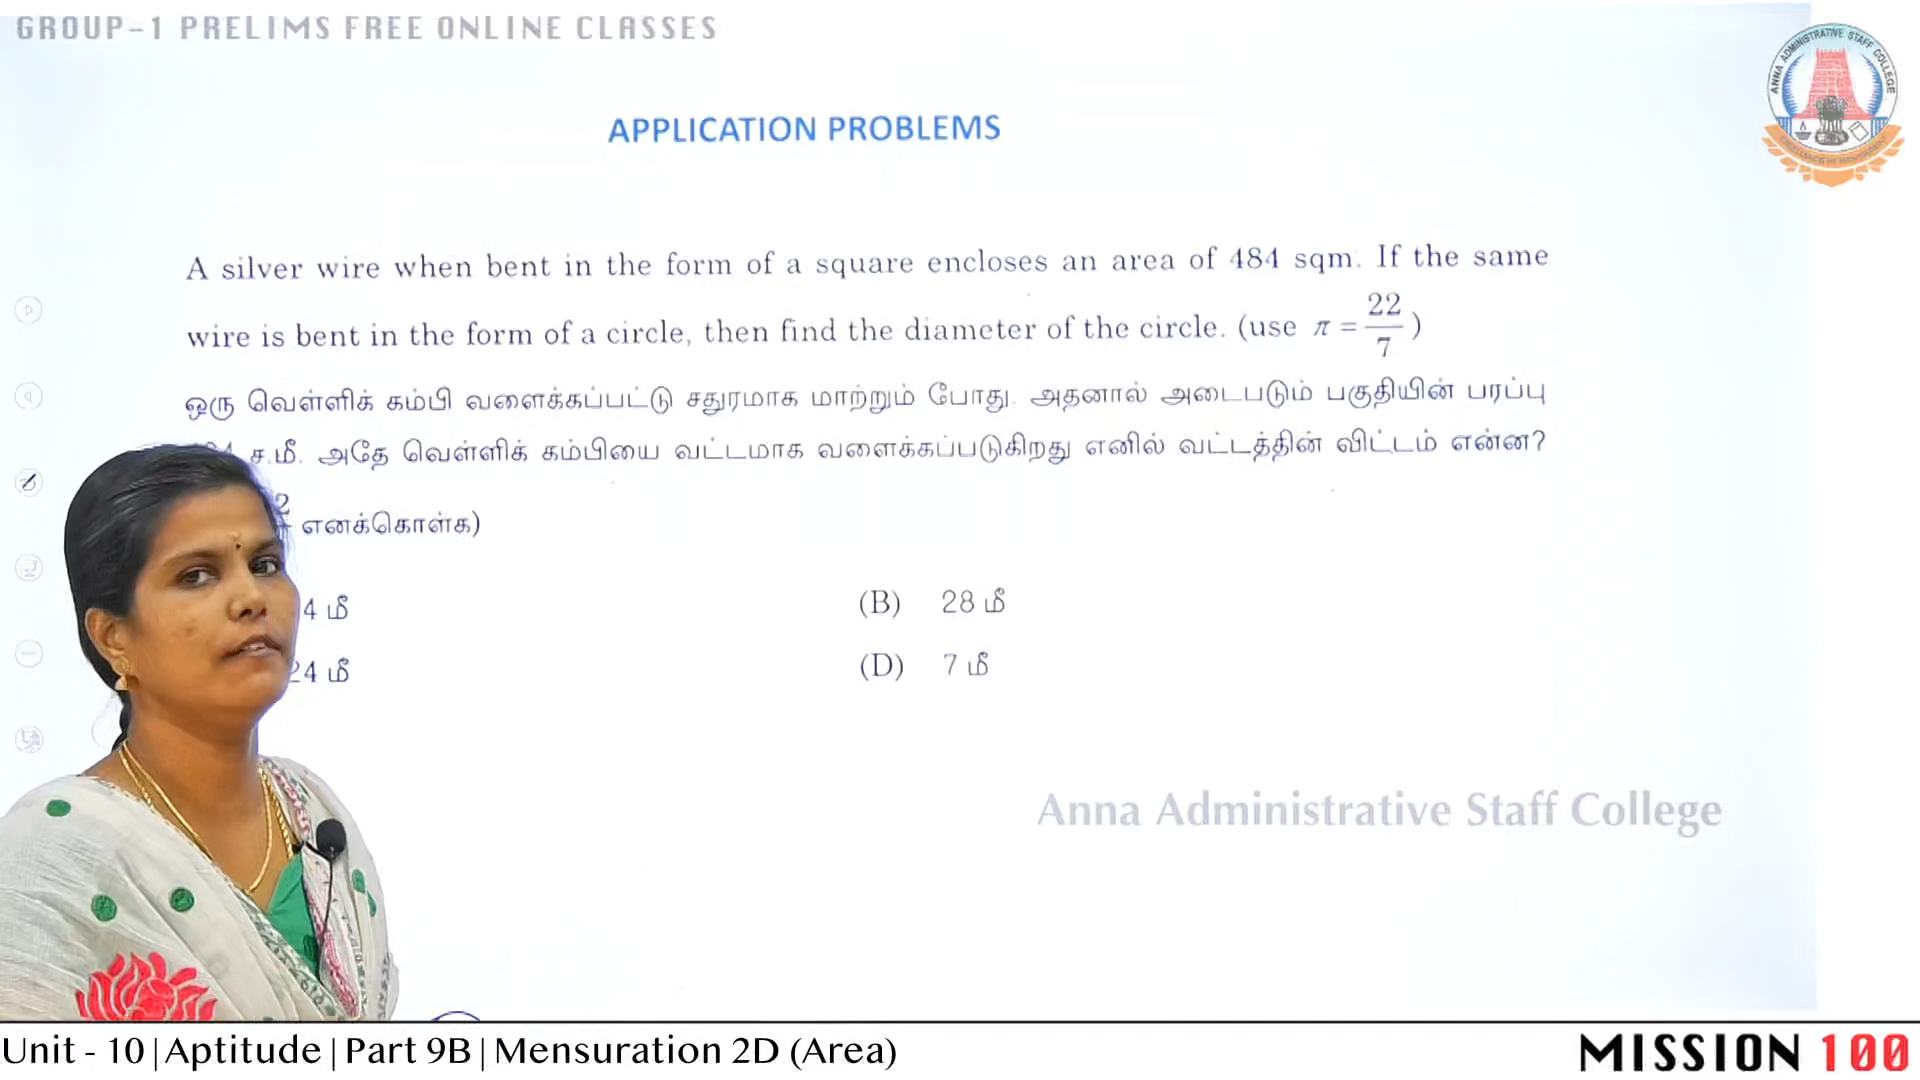 GROUP-1 PRELIMS FREE ONLINE CLASSES
ANNA ADMINISTRATIVE STAFF COLLEGE
APPLICATION PROBLEMS
A silver wire when bent in the form of a square encloses an area of 484 sqm. If the same
wire is bent in the form of a circle, then find the diameter of the circle. (use π = 22/7)
ஒரு வெள்ளிக் கம்பி வளைக்கப்பட்டு சதுரமாக மாற்றும் போது. அதனால் அடைபடும் பகுதியின் பரப்பு
ச.மீ. அதே வெள்ளிக் கம்பியை வட்டமாக வளைக்கப்படுகிறது எனில் வட்டத்தின் விட்டம் என்ன?
எனக்கொள்க)
4 மீ (B) 28 மீ
24 மீ (D) 7 மீ
Anna Administrative Staff College
Unit - 10 | Aptitude | Part 9B | Mensuration 2D (Area)
MISSION 100